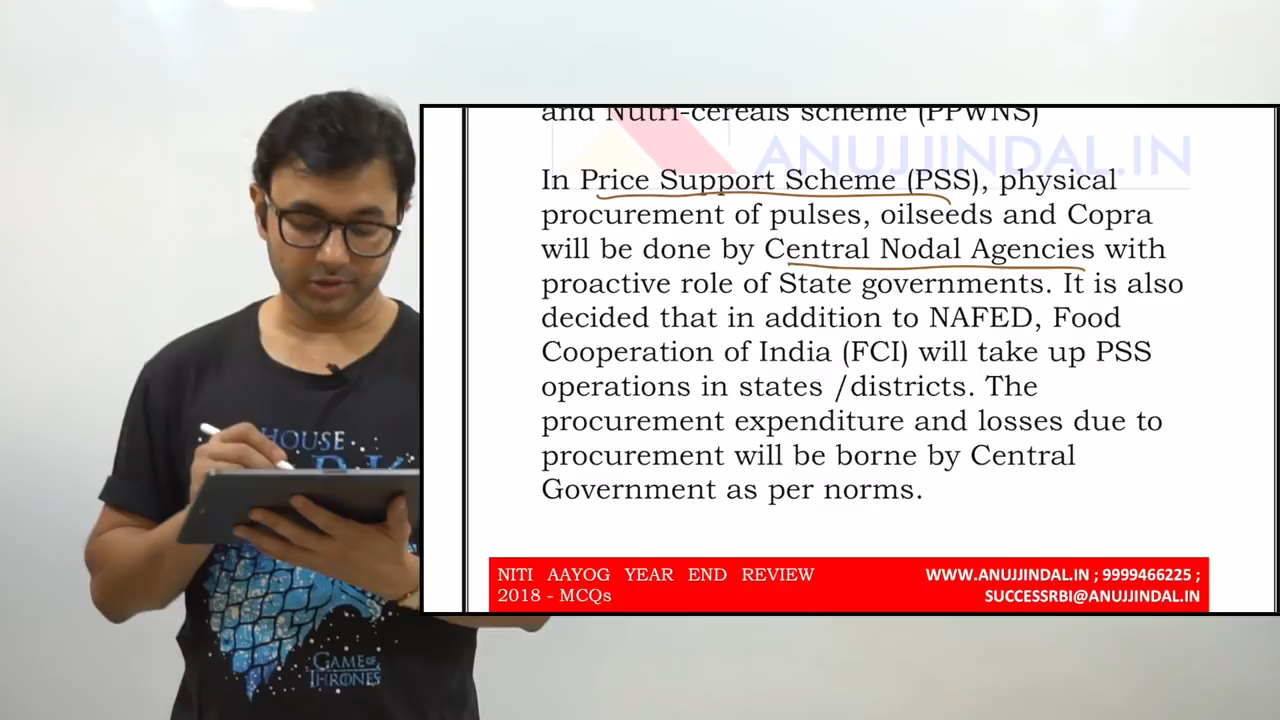 and Nutri-cereals scheme (PPWNS)
ANUJJINDAL.IN
In Price Support Scheme (PSS), physical
procurement of pulses, oilseeds and Copra
will be done by Central Nodal Agencies with
proactive role of State governments. It is also
decided that in addition to NAFED, Food
Cooperation of India (FCI) will take up PSS
operations in states /districts. The
procurement expenditure and losses due to
procurement will be borne by Central
Government as per norms.
NITI AAYOG YEAR END REVIEW
2018 - MCQs
WWW.ANUJJINDAL.IN ; 9999466225 ;
SUCCESSRBI@ANUJJINDAL.IN
HOUSE
GAME OF
THRONES